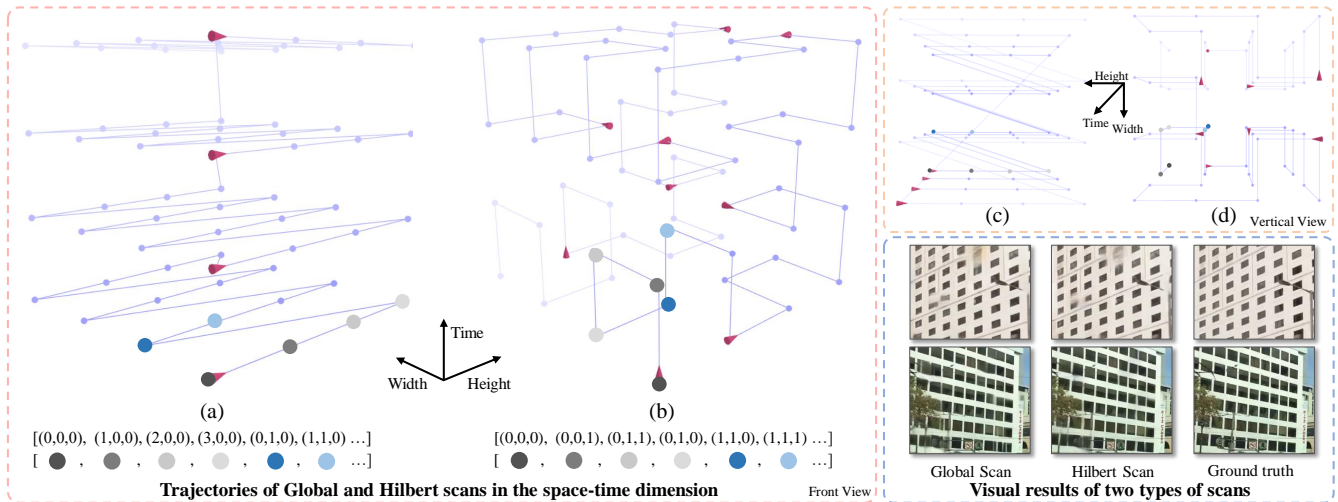 Time
Width
Height
(a)
(b)
[(0,0,0), (1,0,0), (2,0,0), (3,0,0), (0,1,0), (1,1,0) …]
[ , , , , , …]
[(0,0,0), (0,0,1), (0,1,1), (0,1,0), (1,1,0), (1,1,1) …]
[ , , , , , …]
Trajectories of Global and Hilbert scans in the space-time dimension
Front View
Height
Time
Width
(c)
(d)
Vertical View
Global Scan
Hilbert Scan
Ground truth
Visual results of two types of scans